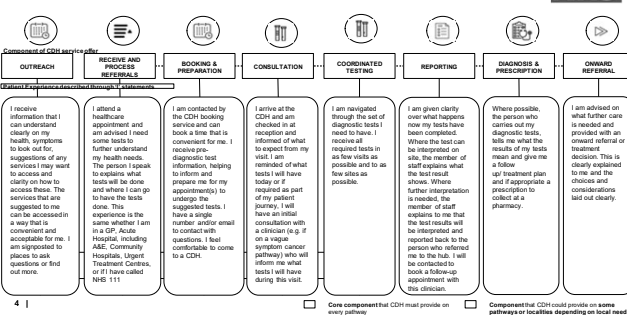 Component of CDH service offer
OUTREACH
RECEIVE AND
PROCESS
REFERRALS
BOOKING &
PREPARATION
CONSULTATION
COORDINATED
TESTING
REPORTING
DIAGNOSIS &
PRESCRIPTION
ONWARD
REFERRAL
Patient Experience described through 'I' statements
I receive
information that I
can understand
clearly on my
health, symptoms
to look out for,
suggestions of any
services I may want
to access and
clarity on how to
access these. The
services that are
suggested to me
can be accessed in
a way that is
convenient and
acceptable for me. I
am signposted to
places to ask
questions or find
out more.
I attend a
healthcare
appointment and
am advised I need
some tests to
further understand
my health needs.
The person I speak
to explains what
tests will be done
and where I can go
to have the tests
done. This
experience is the
same whether I am
in a GP, Acute
Hospital, including
A&E, Community
Hospitals, Urgent
Treatment Centres,
or if I have called
NHS 111
I am contacted by
the CDH booking
service and can
book a time that is
convenient for me. I
receive pre-
diagnostic test
information, helping
to inform and
prepare me for my
appointment(s) to
undergo the
suggested tests. I
have a single
number and/or email
to contact with
questions. I feel
comfortable to come
to a CDH.
I arrive at the
CDH and am
checked in at
reception and
informed of what
to expect from my
visit. I am
reminded of what
tests I will have
today or if
required as part
of my patient
journey, I will
have an initial
consultation with
a clinician (e.g. if
on a vague
symptom cancer
pathway) who will
inform me what
tests I will have
during this visit.
I am navigated
through the set of
diagnostic tests I
need to have. I
receive all
required tests in
as few visits as
possible and to as
few sites as
possible.
I am given clarity
over what happens
now my tests have
been completed.
Where the test can
be interpreted on
site, the member of
staff explains what
the test result
shows. Where
further interpretation
is needed, the
member of staff
explains to me that
the test results will
be interpreted and
reported back to the
person who referred
me to the hub. I will
be contacted to
book a follow-up
appointment with
this clinician.
Where possible,
the person who
carries out my
diagnostic tests,
tells me what the
results of my tests
mean and give me
a follow
up/ treatment plan
and if appropriate a
prescription to
collect at a
pharmacy.
I am advised on
what further care
is needed and
provided with an
onward referral or
treatment
decision. This is
clearly explained
to me and the
choices and
considerations
laid out clearly.
4 |
Core component that CDH must provide on
every pathway
Component that CDH could provide on some
pathways or localities depending on local need